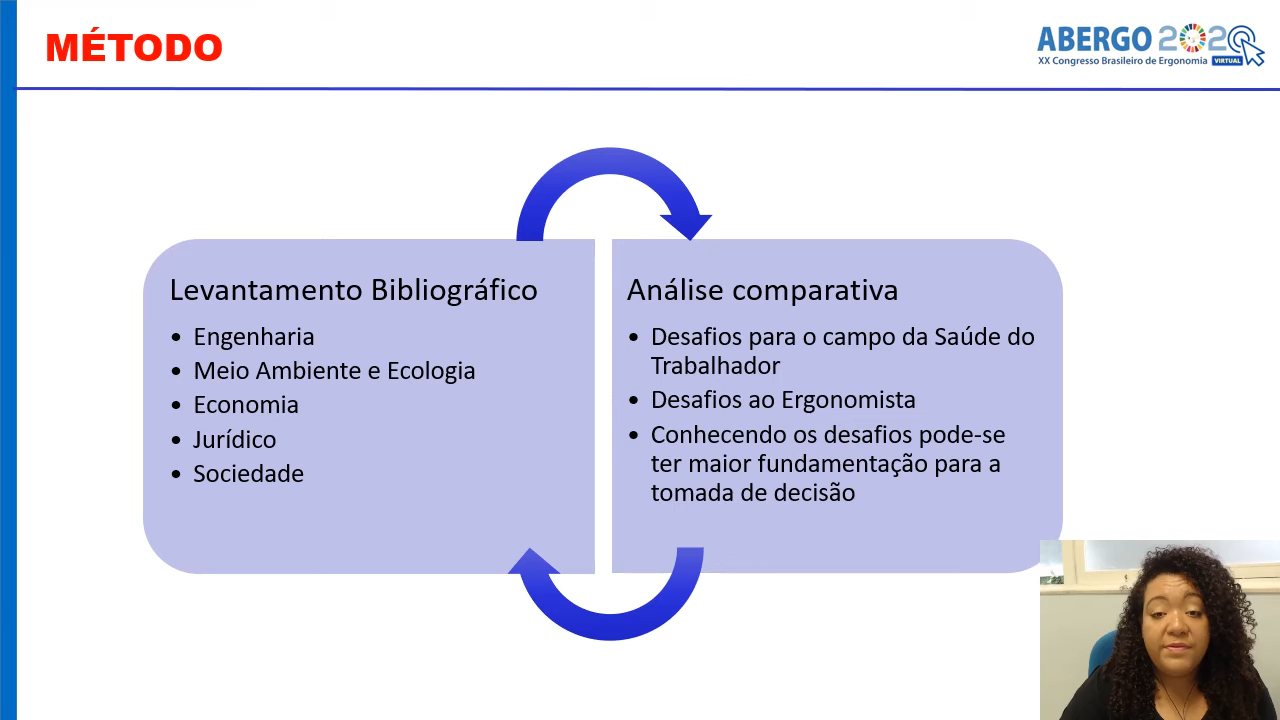 MÉTODO
ABERGO 2020
XX Congresso Brasileiro de Ergonomia VIRTUAL
Levantamento Bibliográfico
• Engenharia
• Meio Ambiente e Ecologia
• Economia
• Jurídico
• Sociedade
Análise comparativa
• Desafios para o campo da Saúde do
Trabalhador
• Desafios ao Ergonomista
• Conhecendo os desafios pode-se
ter maior fundamentação para a
tomada de decisão